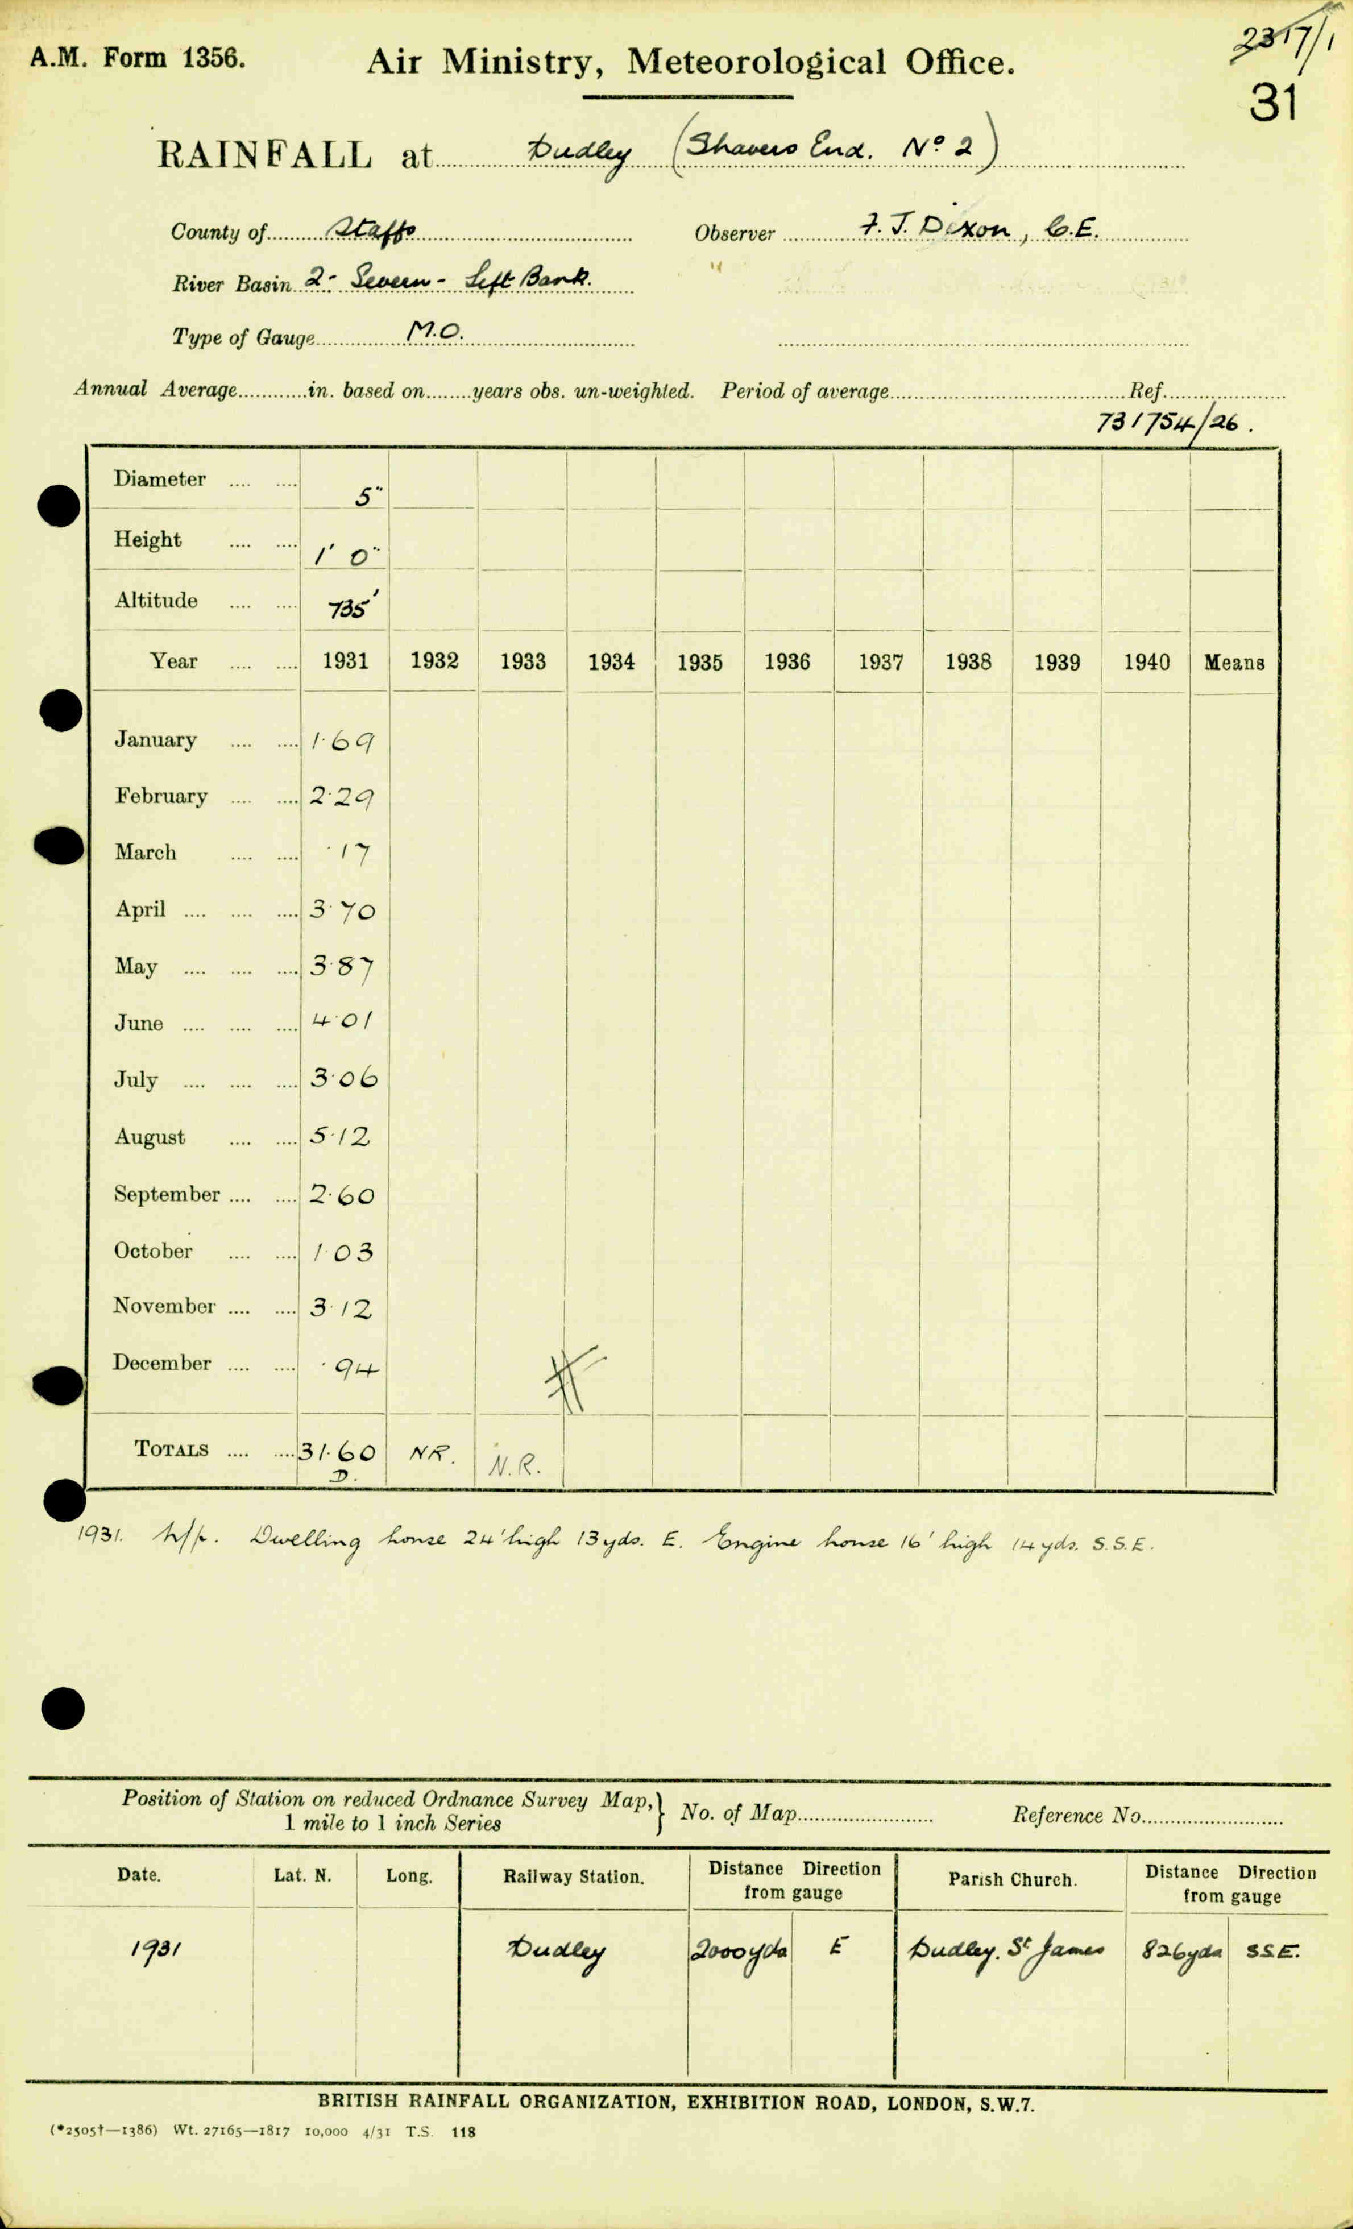 2317/1
A.M. Form 1356.
Air Ministry, Meteorological Office.
31
RAINFALL at Dudley (Shavers End. Nº 2)
County of Staffs Observer F. J. Dixon, C.E.
River Basin 2- Severn - Left Bank.
Type of Gauge M.O.
Annual Average in. based on years obs. un-weighted. Period of average Ref.
731754/26.
Diameter 5"
Height 1' 0"
Altitude 735'
Year 1931 1932 1933 1934 1935 1936 1937 1938 1939 1940 Means
January 1·69
February 2·29
March ·17
April 3·70
May 3·87
June 4·01
July 3·06
August 5·12
September 2·60
October 1·03
November 3·12
December ·94
TOTALS 31·60 NR. N.R.
D.
1931. Dwelling house 24' high 13 yds. E. Engine house 16' high 14 yds. S.S.E.
Position of Station on reduced Ordnance Survey Map,} No. of Map Reference No.
1 mile to 1 inch Series
Date. Lat. N. Long. Railway Station. Distance Direction from gauge Parish Church. Distance Direction from gauge
1931 Dudley 2000 yds E Dudley. St James 826 yds S.S.E.
BRITISH RAINFALL ORGANIZATION, EXHIBITION ROAD, LONDON, S.W.7.
(*2505†—1386) Wt. 27165—1817 10,000 4/31 T.S. 118